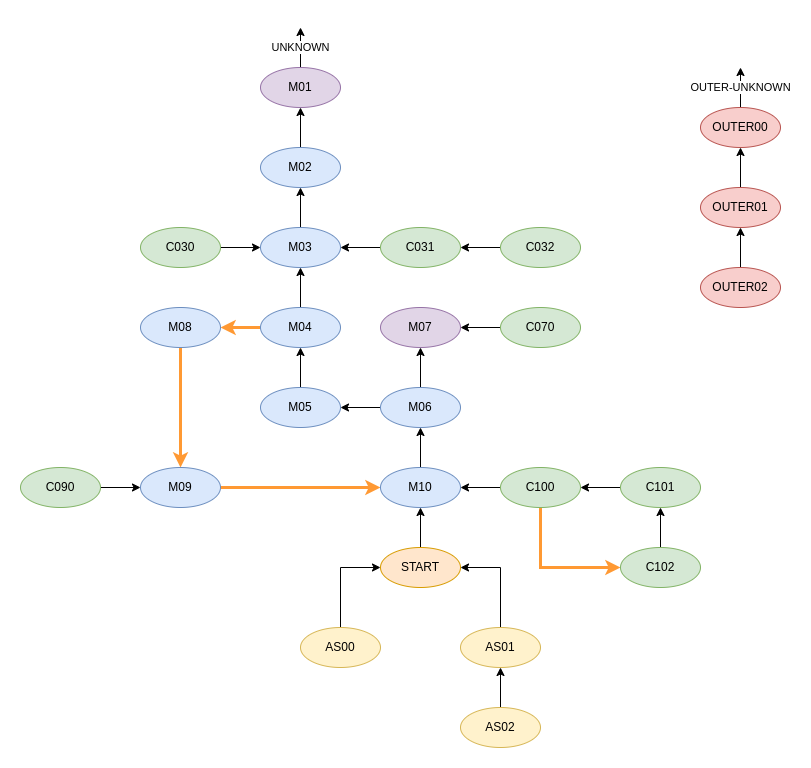 UNKNOWN
M01
OUTER-UNKNOWN
OUTER00
M02
OUTER01
C030
M03
C031
C032
OUTER02
M08
M04
M07
C070
M05
M06
C090
M09
M10
C100
C101
START
C102
AS00
AS01
AS02